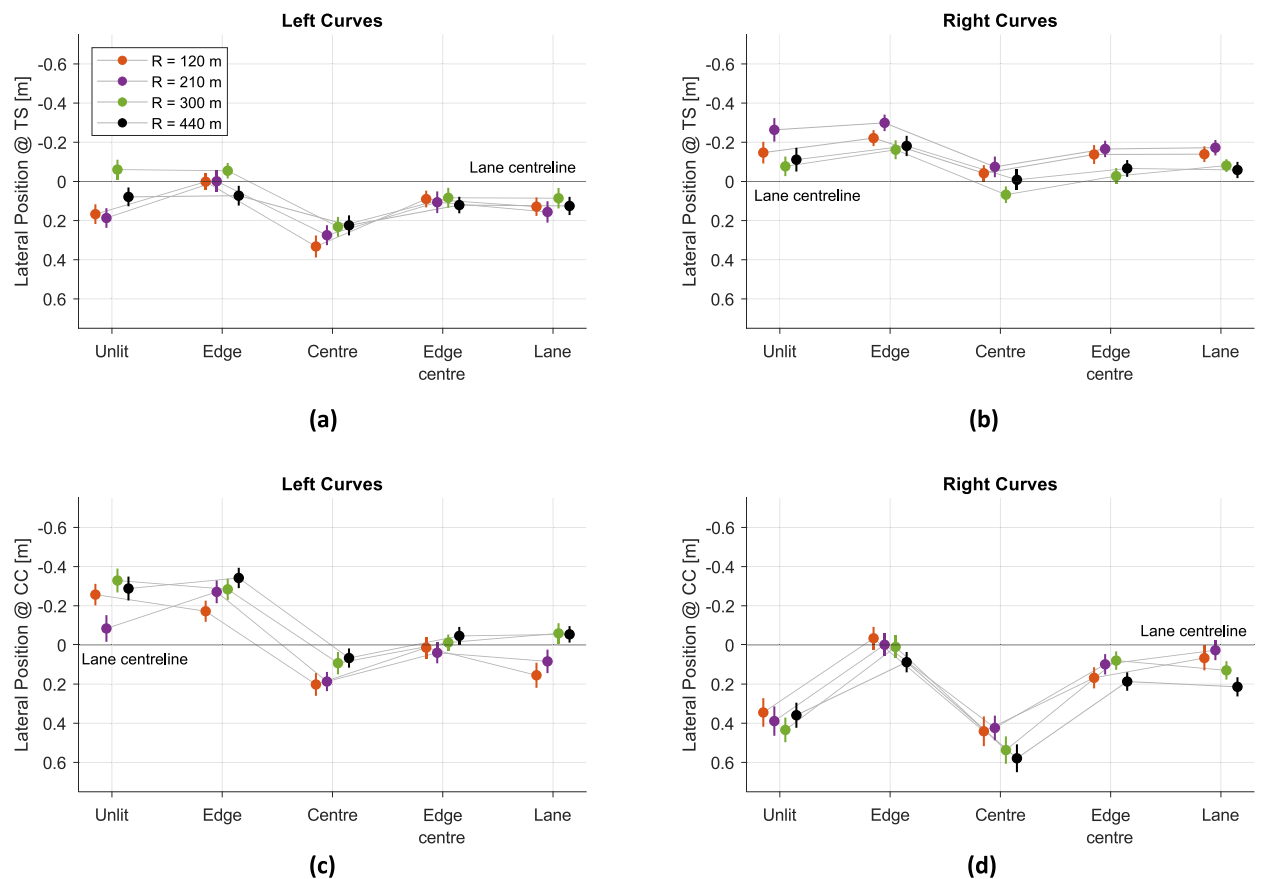 Left Curves
Lateral Position @ TS [m]
-0.6
-0.4
-0.2
0
0.2
0.4
0.6
R = 120 m
R = 210 m
R = 300 m
R = 440 m
Lane centreline
Unlit
Edge
Centre
Edge
centre
Lane
(a)
Right Curves
Lateral Position @ TS [m]
-0.6
-0.4
-0.2
0
0.2
0.4
0.6
Lane centreline
Unlit
Edge
Centre
Edge
centre
Lane
(b)
Left Curves
Lateral Position @ CC [m]
-0.6
-0.4
-0.2
0
0.2
0.4
0.6
Lane centreline
Unlit
Edge
Centre
Edge
centre
Lane
(c)
Right Curves
Lateral Position @ CC [m]
-0.6
-0.4
-0.2
0
0.2
0.4
0.6
Lane centreline
Unlit
Edge
Centre
Edge
centre
Lane
(d)